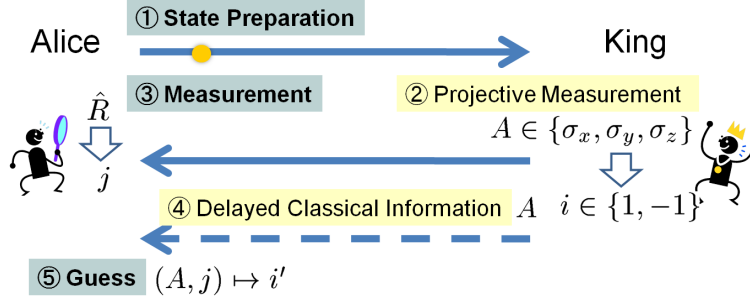 ① State Preparation
Alice
King
③ Measurement
② Projective Measurement
R̂
A ∈ {σx, σy, σz}
j
④ Delayed Classical Information A
i ∈ {1, −1}
⑤ Guess (A, j) ↦ i′